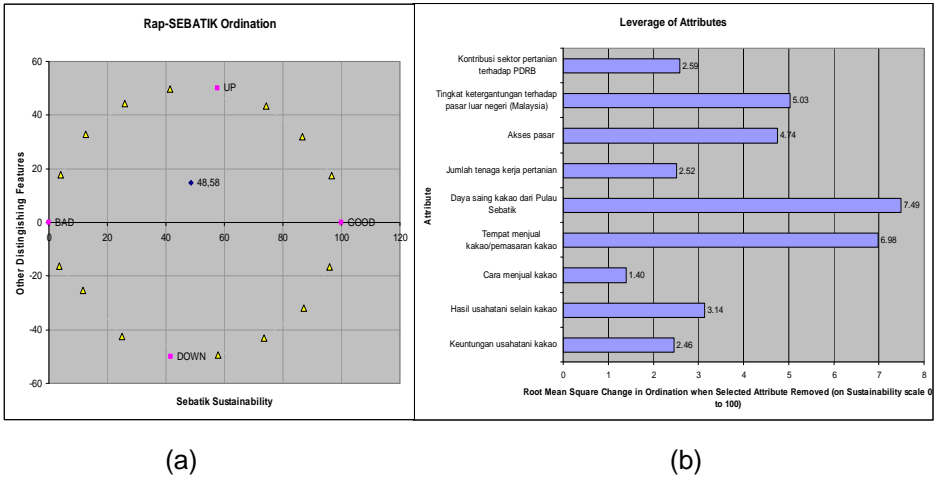 Rap-SEBATIK Ordination
60
40
20
0
-20
-40
-60
0
20
40
60
80
100
120
UP
48,58
BAD
GOOD
DOWN
Other Distingishing Features
Sebatik Sustainability
Leverage of Attributes
Kontribusi sektor pertanian
terhadap PDRB
2.59
Tingkat ketergantungan terhadap
pasar luar negeri (Malaysia)
5.03
Akses pasar
4.74
Jumlah tenaga kerja pertanian
2.52
Daya saing kakao dari Pulau
Sebatik
7.49
Tempat menjual
kakao/pemasaran kakao
6.98
Cara menjual kakao
1.40
Hasil usahatani selain kakao
3.14
Keuntungan usahatani kakao
2.46
Attribute
0
1
2
3
4
5
6
7
8
Root Mean Square Change in Ordination when Selected Attribute Removed (on Sustainability scale 0
to 100)
(a)
(b)